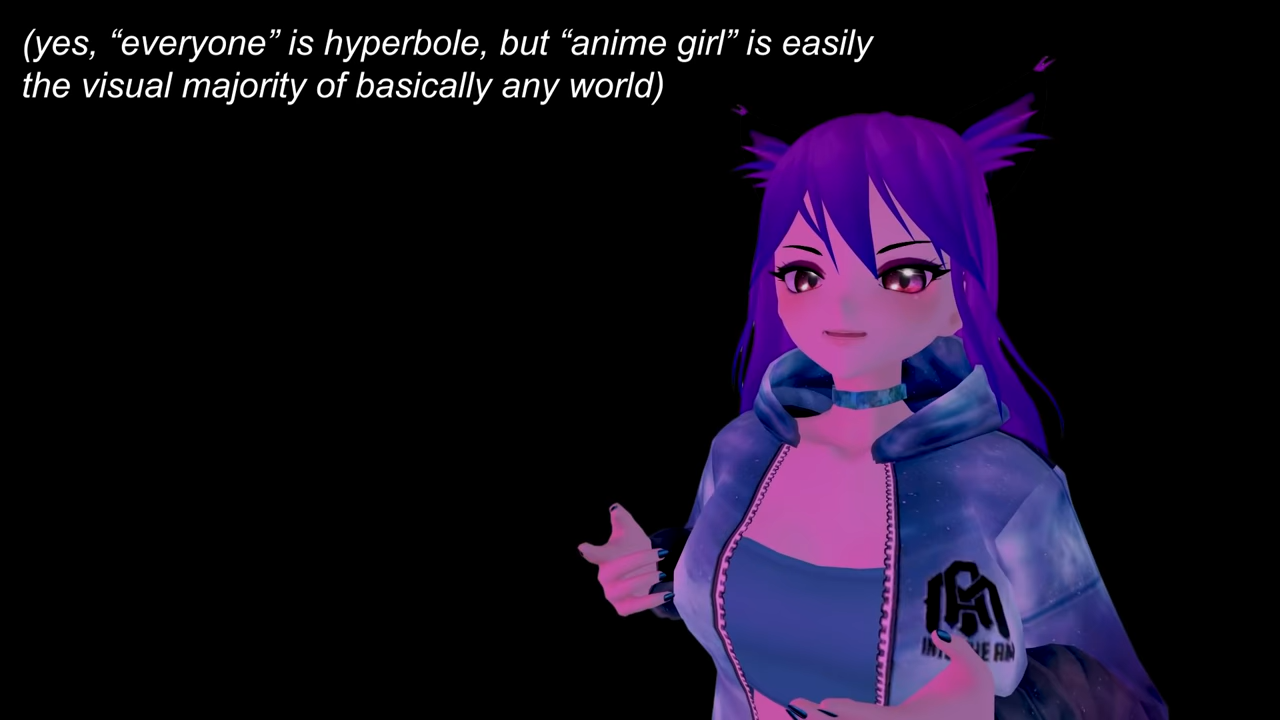 (yes, “everyone” is hyperbole, but “anime girl” is easily
the visual majority of basically any world)